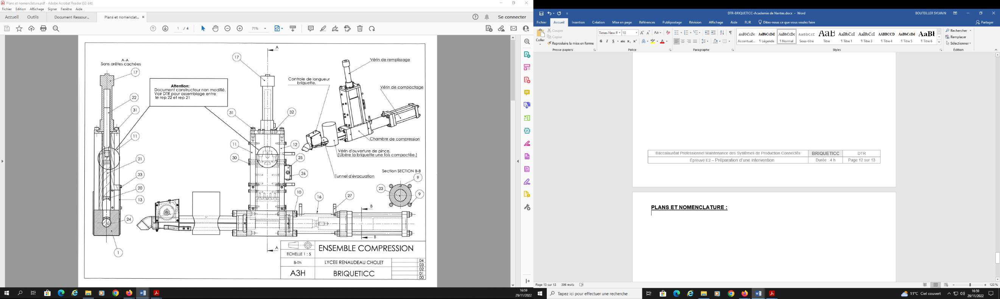 Plans et nomenclature.pdf - Adobe Acrobat Reader (32-bit)
Fichier Edition Affichage Signer Fenêtre Aide
Accueil Outils Document Ressour... Plans et nomenclat... × Se connecter
1 / 4 71%
A-A
Sans arêtes cachées
17
22
31
11
21
33
20
13
24
1
Attention:
Document constructeur non modifié.
Voir DTR pour assemblage entre
le rep 22 et rep 21
A
17
31
32
11
12
30
25
26
10
16
27
B
B
A
Controle de longueur
briquette.
Vérin de remplissage
Vérin de compactage
Chambre de compression
Vérin d'ouverture de pince.
(Libère la briquette une fois compactée.)
Tunnel d'évacuation
Section SECTION B-B
9
23
9
ECHELLE 1 : 5
ENSEMBLE COMPRESSION
B-Th
LYCEE RENAUDEAU CHOLET
A3H
BRIQUETICC
04
03
02
01
00
16:59
29/11/2022
DTR-BRIQUETICC-Academie de Nantes.docx - Word
BOUTEILLER SYLVAIN
Fichier Accueil Insertion Création Mise en page Références Publipostage Révision Affichage Aide FLIR Dites-nous ce que vous voulez faire Partager
Coller
Couper
Copier
Reproduire la mise en forme
Presse-papiers
Times New R 10
G I S abc x₂ x²
Police
Paragraphe
AaBbCcDc AaBbCcDdI AaBbCcDc AaBbCcC AaB AaBbCcI AaBbCcI AABBCCD AaBbCcDd AaBI
Accentuat... ¶ Légende ¶ Normal Sous-titre Titre ¶ Titre 1 ¶ Titre 3 ¶ Titre 4 ¶ Titre 5 ¶ Titre 6
Styles
Rechercher
Remplacer
Sélectionner
Édition
Baccalauréat Professionnel Maintenance des Systèmes de Production Connectés BRIQUETICC DTR
Épreuve E2 – Préparation d'une intervention Durée : 4 h Page 12 sur 13
PLANS ET NOMENCLATURE :
Page 13 sur 13 396 mots
120 %
Tapez ici pour effectuer une recherche
11°C Ciel couvert
16:59
29/11/2022